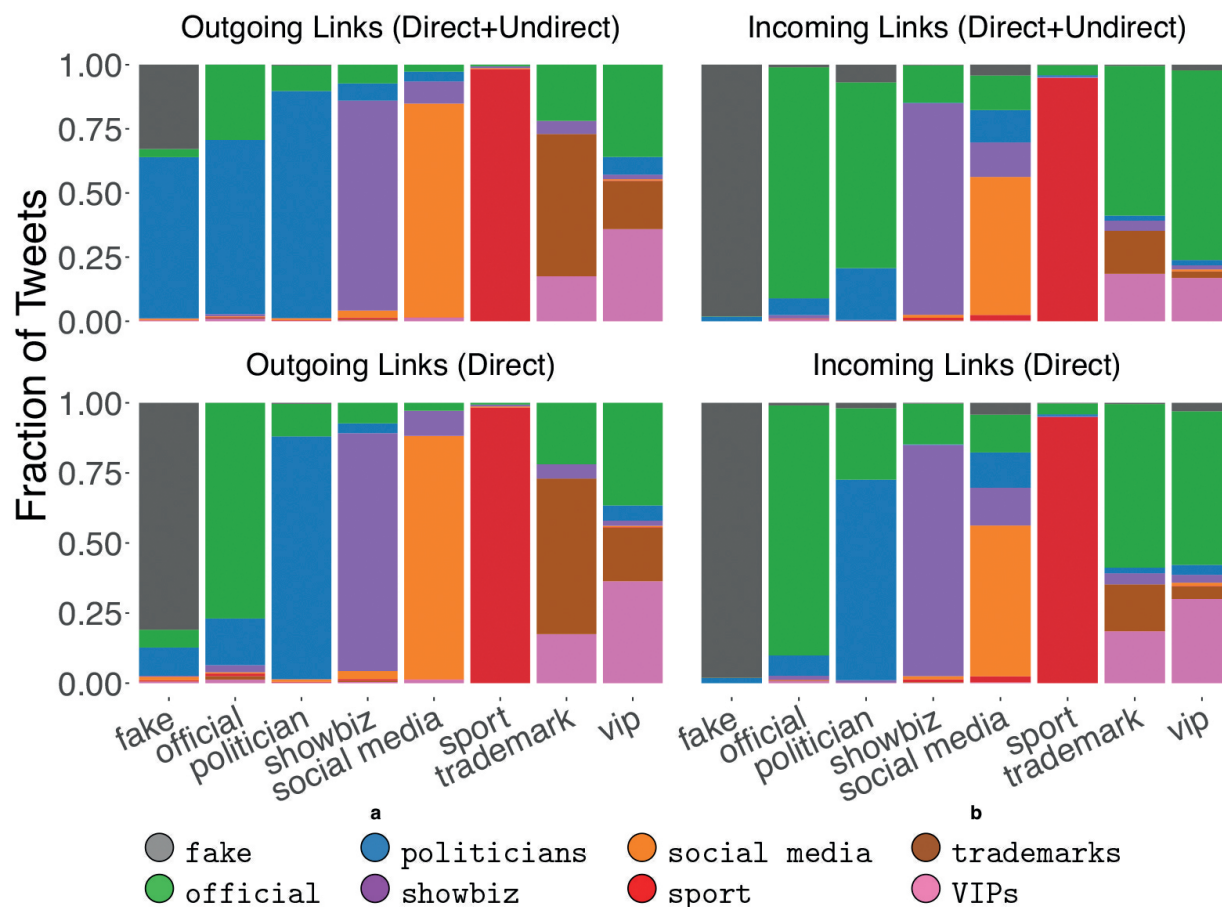 Outgoing Links (Direct+Undirect)
Incoming Links (Direct+Undirect)
Fraction of Tweets
1.00
0.75
0.50
0.25
0.00
Outgoing Links (Direct)
Incoming Links (Direct)
1.00
0.75
0.50
0.25
0.00
fake
official
politician
showbiz
social media
sport
trademark
vip
fake
official
politician
showbiz
social media
sport
trademark
vip
a
b
fake
politicians
social media
trademarks
official
showbiz
sport
VIPs